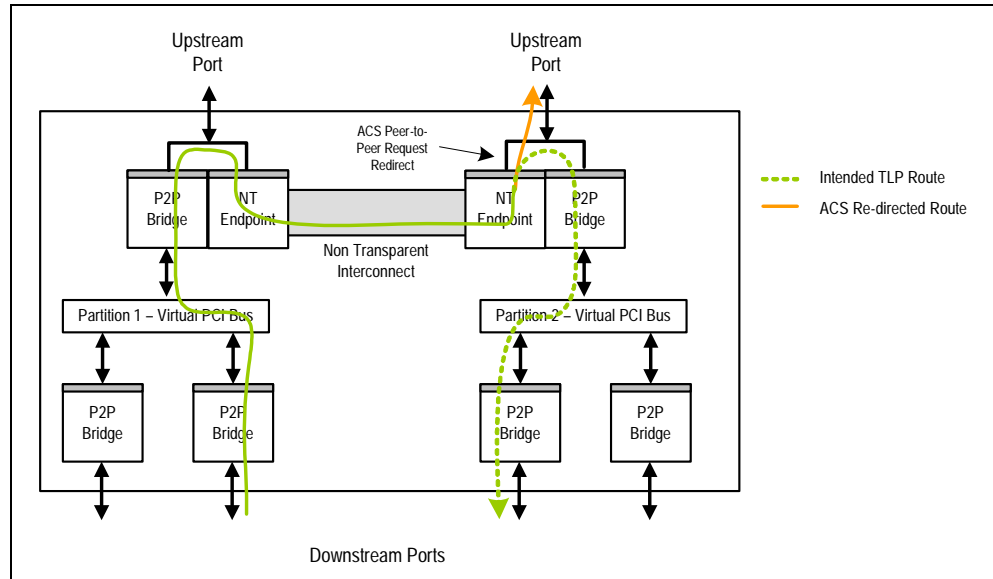 Upstream
Port
Upstream
Port
ACS Peer-to-
Peer Request
Redirect
Intended TLP Route
ACS Re-directed Route
P2P
Bridge
NT
Endpoint
NT
Endpoint
P2P
Bridge
Non Transparent
Interconnect
Partition 1 – Virtual PCI Bus
Partition 2 – Virtual PCI Bus
P2P
Bridge
P2P
Bridge
P2P
Bridge
P2P
Bridge
Downstream Ports